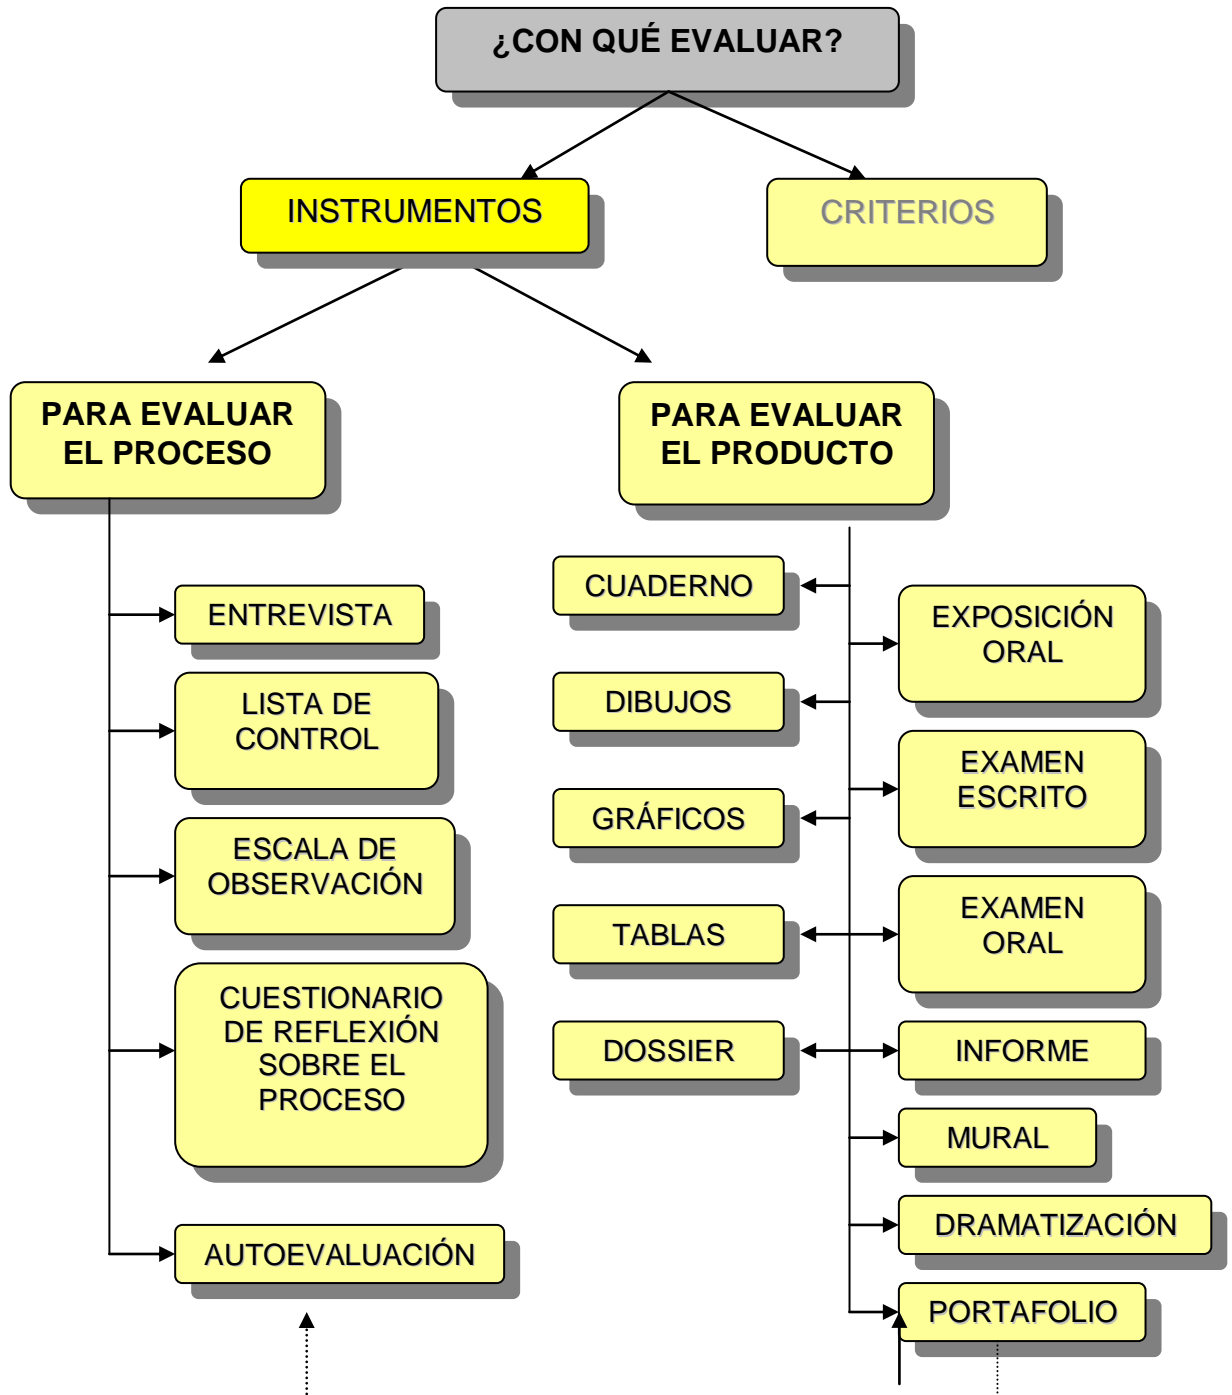 ¿CON QUÉ EVALUAR?
INSTRUMENTOS
CRITERIOS
PARA EVALUAR
EL PROCESO
PARA EVALUAR
EL PRODUCTO
ENTREVISTA
LISTA DE
CONTROL
ESCALA DE
OBSERVACIÓN
CUESTIONARIO
DE REFLEXIÓN
SOBRE EL
PROCESO
AUTOEVALUACIÓN
CUADERNO
DIBUJOS
GRÁFICOS
TABLAS
DOSSIER
EXPOSICIÓN
ORAL
EXAMEN
ESCRITO
EXAMEN
ORAL
INFORME
MURAL
DRAMATIZACIÓN
PORTAFOLIO